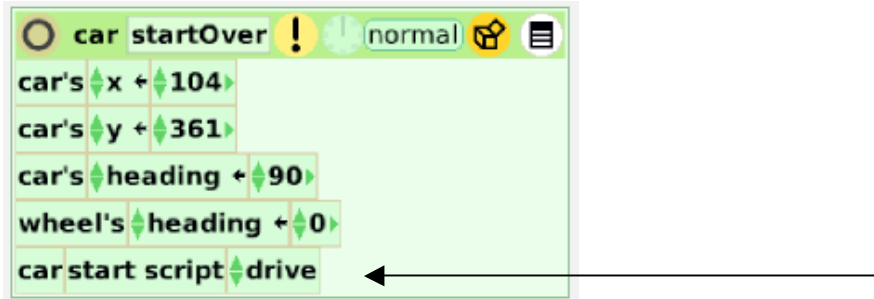 car startOver ! normal
car's x ← 104
car's y ← 361
car's heading ← 90
wheel's heading ← 0
car start script drive